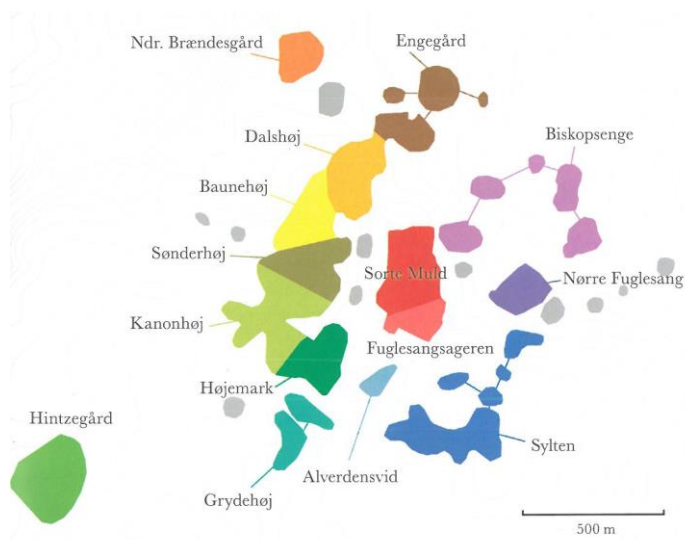 Ndr. Brændesgård
Engegård
Dalshøj
Biskopsenge
Baunehøj
Sønderhøj
Sorte Muld
Nørre Fuglesang
Kanonhøj
Fuglesangsageren
Højemark
Hintzegård
Sylten
Alverdensvid
Grydehøj
500 m